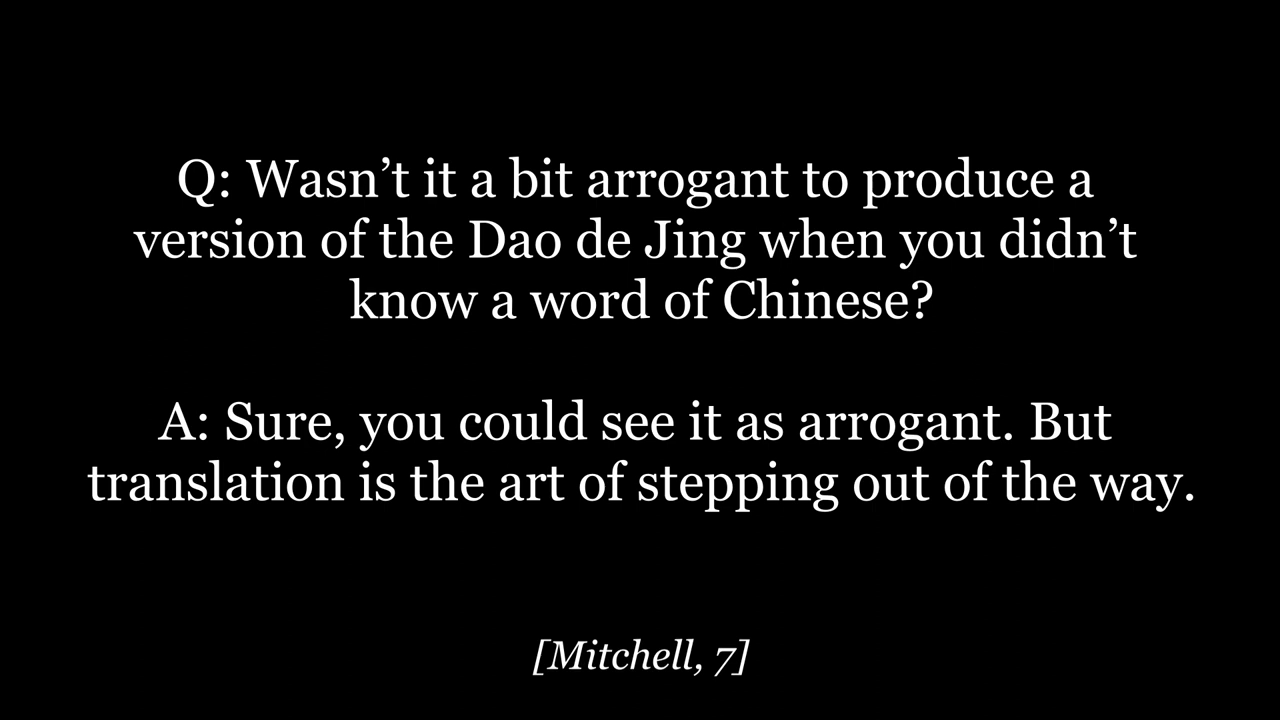 Q: Wasn’t it a bit arrogant to produce a
version of the Dao de Jing when you didn’t
know a word of Chinese?
A: Sure, you could see it as arrogant. But
translation is the art of stepping out of the way.
[Mitchell, 7]